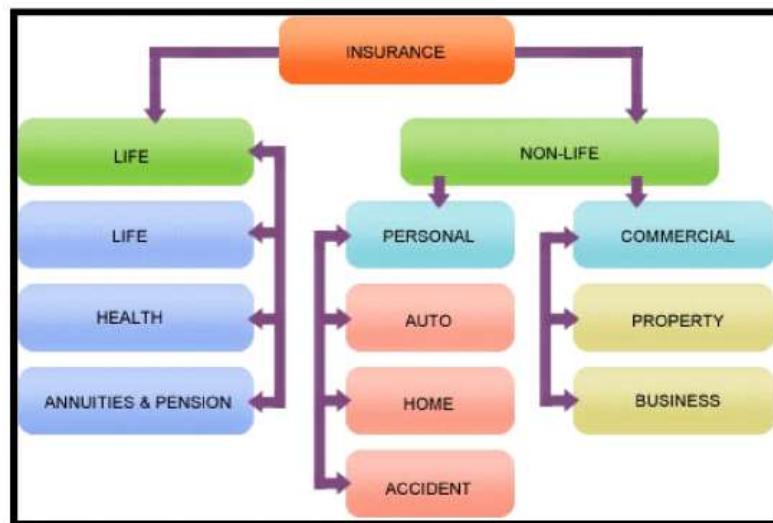 INSURANCE
LIFE
NON-LIFE
LIFE
PERSONAL
COMMERCIAL
HEALTH
AUTO
PROPERTY
ANNUITIES & PENSION
HOME
BUSINESS
ACCIDENT